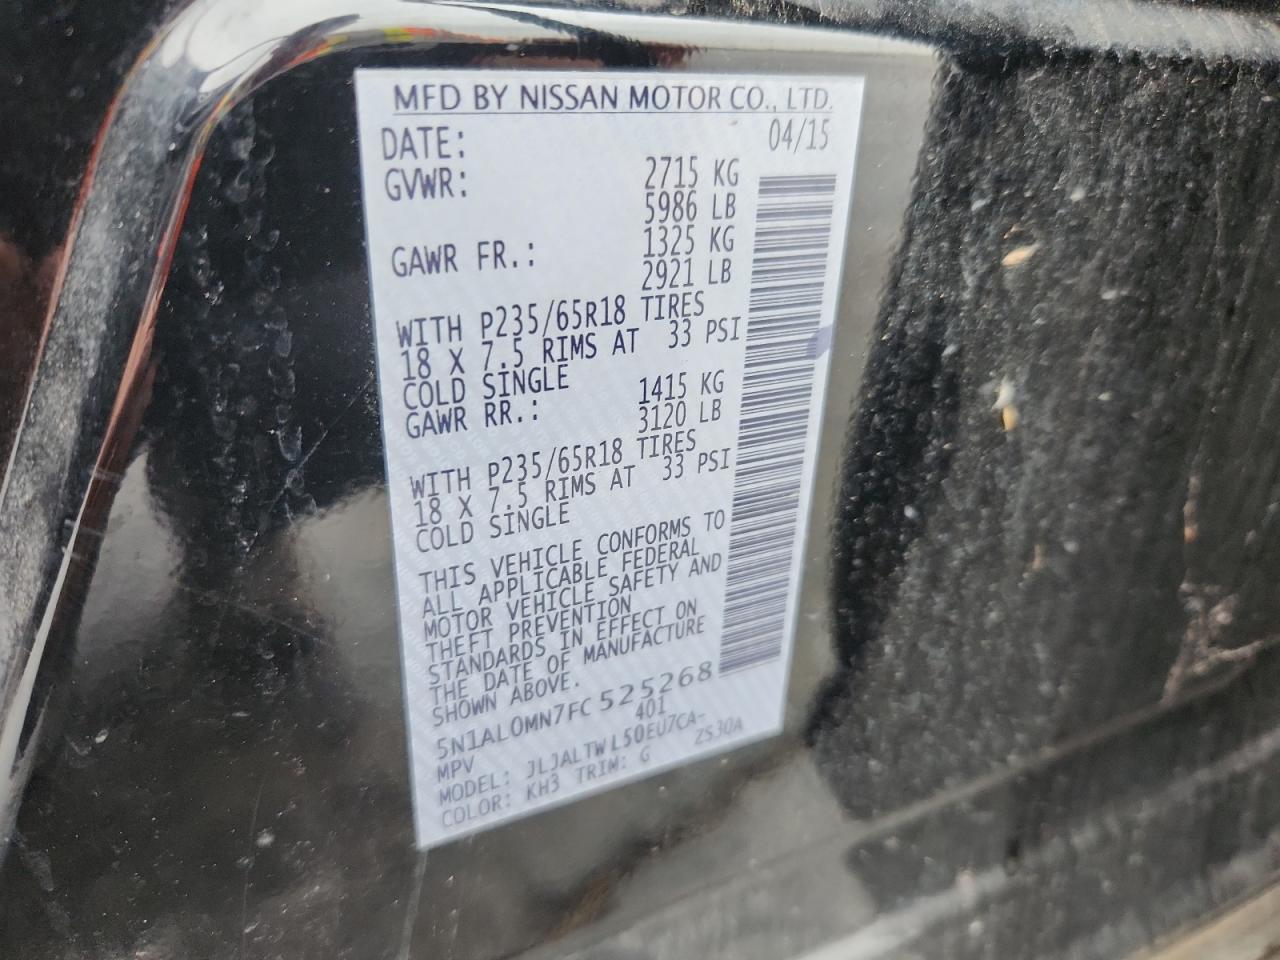 MFD BY NISSAN MOTOR CO., LTD.
DATE: 04/15
GVWR: 2715 KG
5986 LB
GAWR FR.: 1325 KG
2921 LB
WITH P235/65R18 TIRES
18 X 7.5 RIMS AT 33 PSI
COLD SINGLE
GAWR RR.: 1415 KG
3120 LB
WITH P235/65R18 TIRES
18 X 7.5 RIMS AT 33 PSI
COLD SINGLE
THIS VEHICLE CONFORMS TO
ALL APPLICABLE FEDERAL
MOTOR VEHICLE SAFETY AND
THEFT PREVENTION
STANDARDS IN EFFECT ON
THE DATE OF MANUFACTURE
SHOWN ABOVE.
5N1AL0MN7FC525268
MPV 401
MODEL: JLJALTWL50EU7CA-
COLOR: KH3 TRIM: G ZS30A